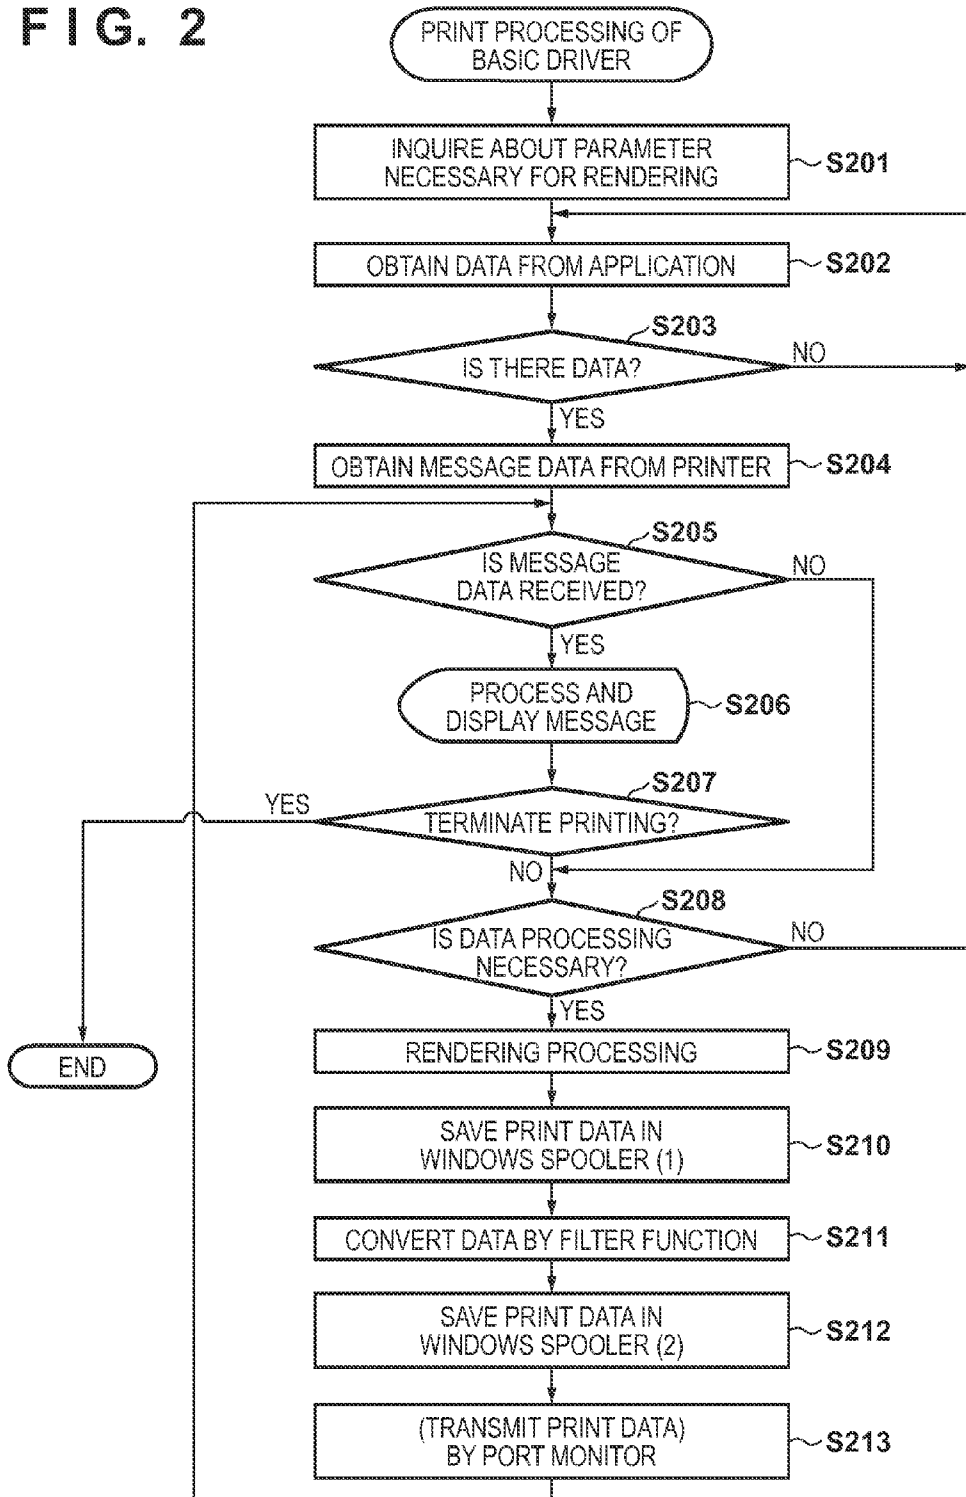 FIG. 2
PRINT PROCESSING OF
BASIC DRIVER
INQUIRE ABOUT PARAMETER
NECESSARY FOR RENDERING
S201
OBTAIN DATA FROM APPLICATION
S202
S203
IS THERE DATA?
NO
YES
OBTAIN MESSAGE DATA FROM PRINTER
S204
S205
IS MESSAGE
DATA RECEIVED?
NO
YES
PROCESS AND
DISPLAY MESSAGE
S206
S207
YES
TERMINATE PRINTING?
NO
S208
IS DATA PROCESSING
NECESSARY?
NO
YES
END
RENDERING PROCESSING
S209
SAVE PRINT DATA IN
WINDOWS SPOOLER (1)
S210
CONVERT DATA BY FILTER FUNCTION
S211
SAVE PRINT DATA IN
WINDOWS SPOOLER (2)
S212
(TRANSMIT PRINT DATA)
BY PORT MONITOR
S213